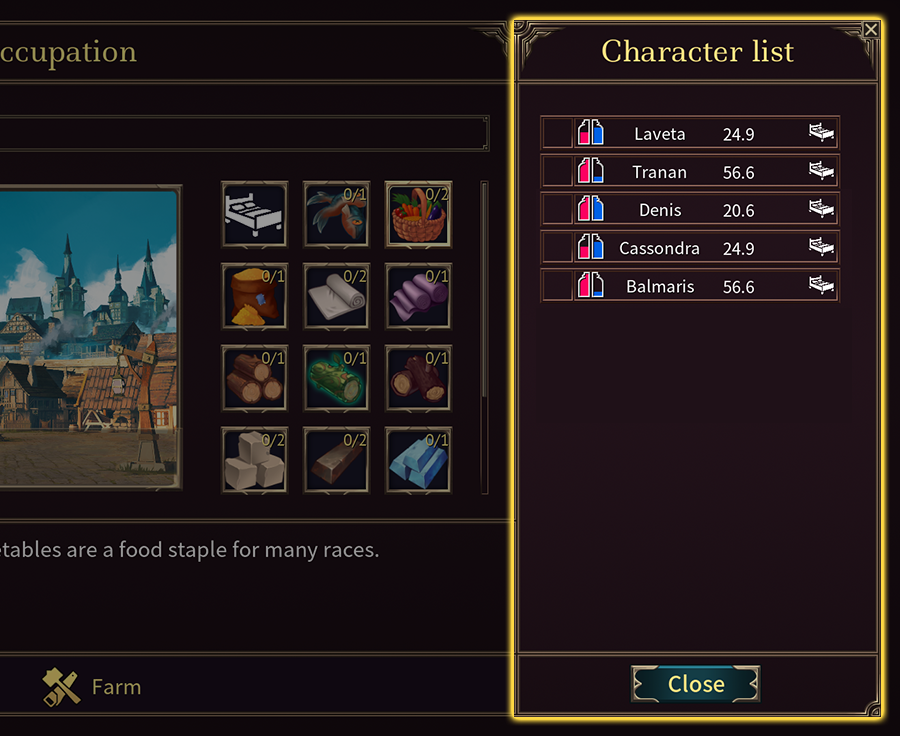 ccupation
Character list
Laveta 24.9
Tranan 56.6
Denis 20.6
Cassondra 24.9
Balmaris 56.6
0/1 0/2
0/1 0/2 0/1
0/1 0/1 0/1
0/2 0/2 0/1
etables are a food staple for many races.
Farm
Close